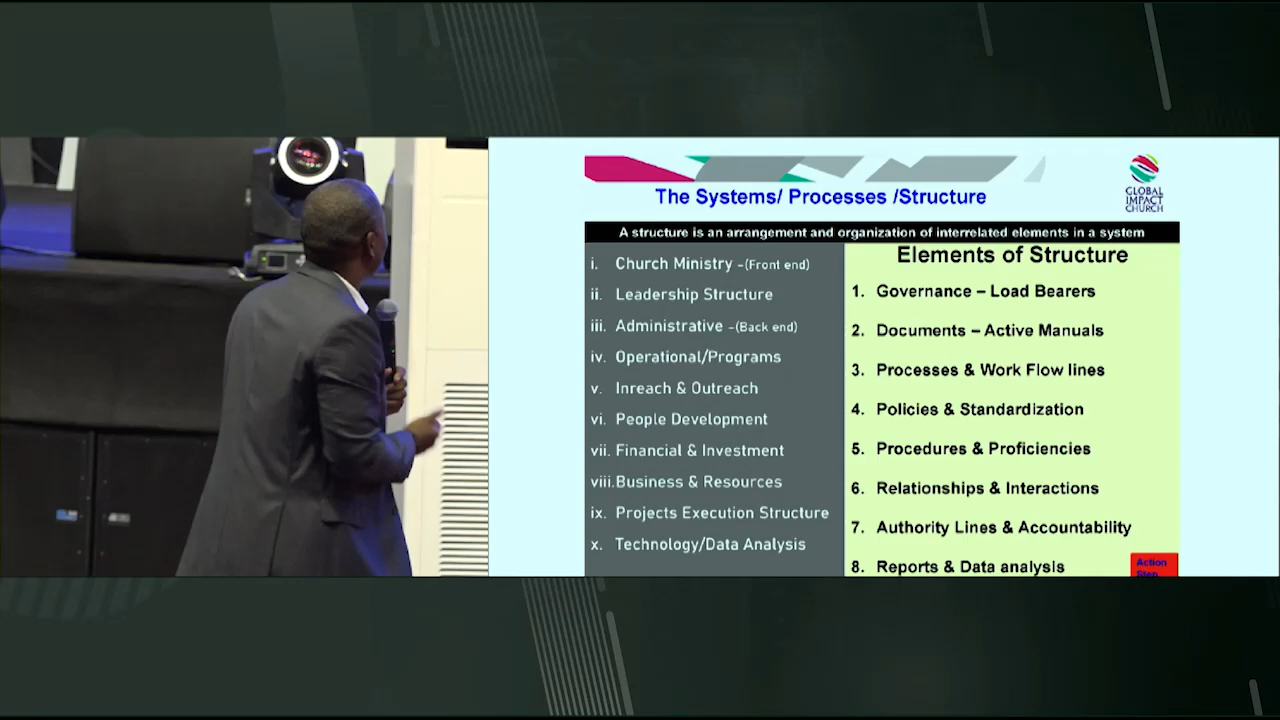 The Systems/ Processes /Structure
GLOBAL
IMPACT
CHURCH
A structure is an arrangement and organization of interrelated elements in a system
i. Church Ministry -(Front end)
ii. Leadership Structure
iii. Administrative -(Back end)
iv. Operational/Programs
v. Inreach & Outreach
vi. People Development
vii. Financial & Investment
viii. Business & Resources
ix. Projects Execution Structure
x. Technology/Data Analysis
Elements of Structure
1. Governance – Load Bearers
2. Documents – Active Manuals
3. Processes & Work Flow lines
4. Policies & Standardization
5. Procedures & Proficiencies
6. Relationships & Interactions
7. Authority Lines & Accountability
8. Reports & Data analysis
Action
Step